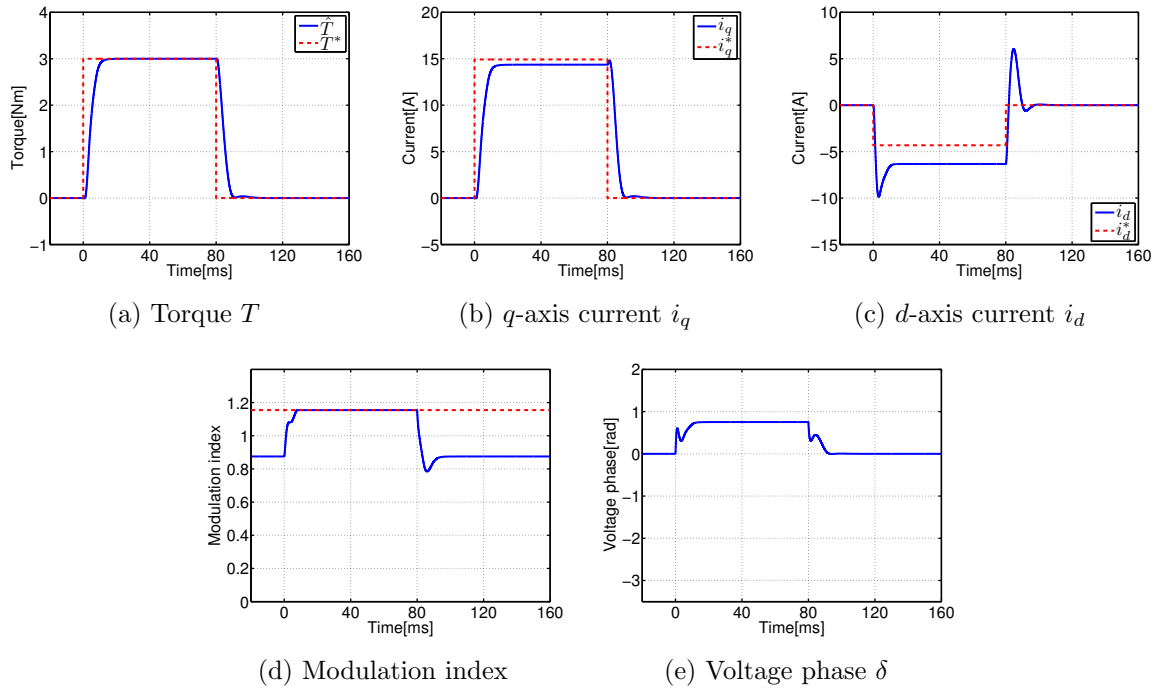 4
3
2
1
0
−1
0 40 80 120 160
Torque[Nm]
Time[ms]
T̂
T*
(a) Torque T
20
15
10
5
0
−5
0 40 80 120 160
Current[A]
Time[ms]
i_q
i_q^*
(b) q-axis current i_q
10
5
0
−5
−10
−15
0 40 80 120 160
Current[A]
Time[ms]
i_d
i_d^*
(c) d-axis current i_d
1.2
1
0.8
0.6
0.4
0.2
0
0 40 80 120 160
Modulation index
Time[ms]
(d) Modulation index
2
1
0
−1
−2
−3
0 40 80 120 160
Voltage phase[rad]
Time[ms]
(e) Voltage phase δ